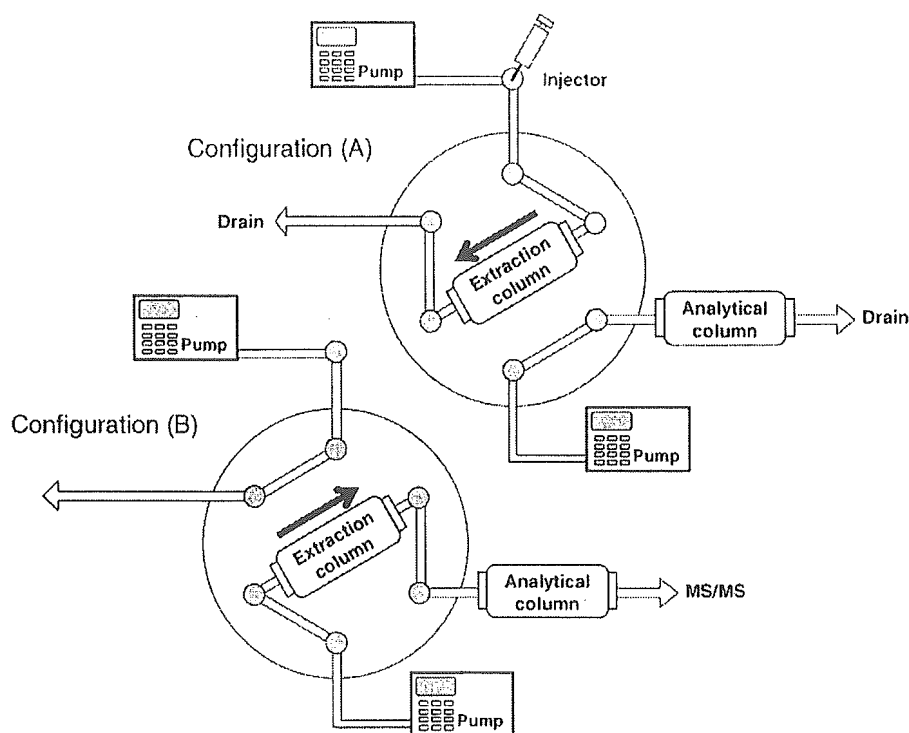 Pump
Injector
Configuration (A)
Drain
Extraction
column
Analytical
column
Drain
Pump
Pump
Configuration (B)
Extraction
column
Analytical
column
MS/MS
Pump